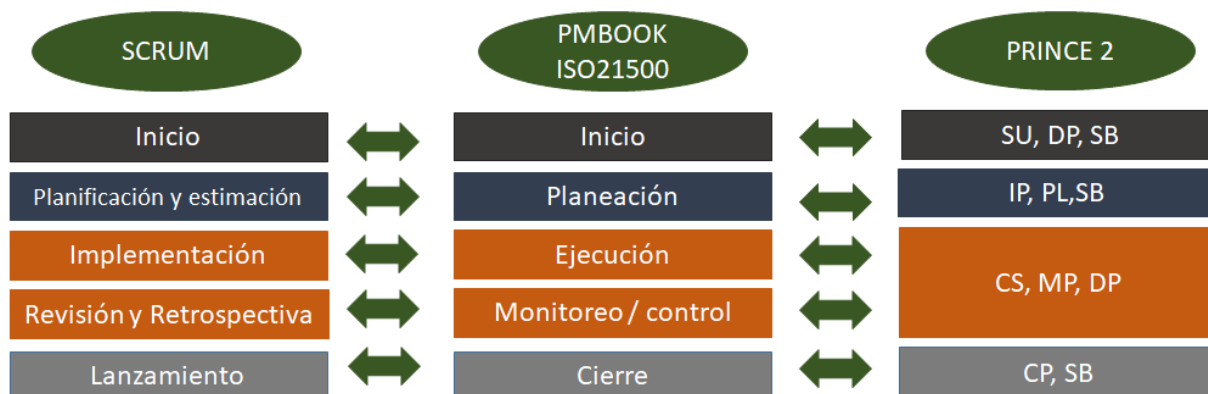 SCRUM
PMBOOK
ISO21500
PRINCE 2
Inicio
Inicio
SU, DP, SB
Planificación y estimación
Planeación
IP, PL,SB
Implementación
Ejecución
CS, MP, DP
Revisión y Retrospectiva
Monitoreo / control
Lanzamiento
Cierre
CP, SB